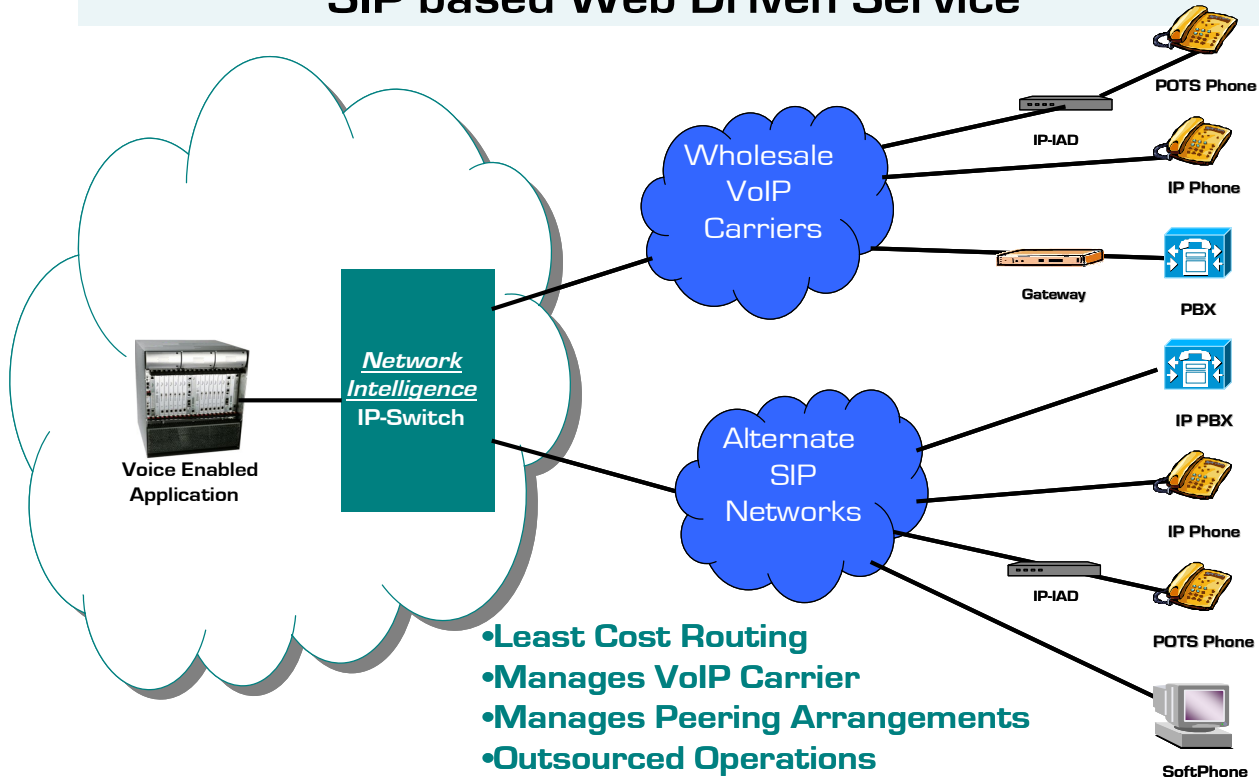 SIP based Web Driven Service
POTS Phone
IP-IAD
IP Phone
Wholesale
VoIP
Carriers
Gateway
PBX
Network
Intelligence
IP-Switch
Voice Enabled
Application
IP PBX
Alternate
SIP
Networks
IP Phone
IP-IAD
POTS Phone
•Least Cost Routing
•Manages VoIP Carrier
•Manages Peering Arrangements
•Outsourced Operations
SoftPhone